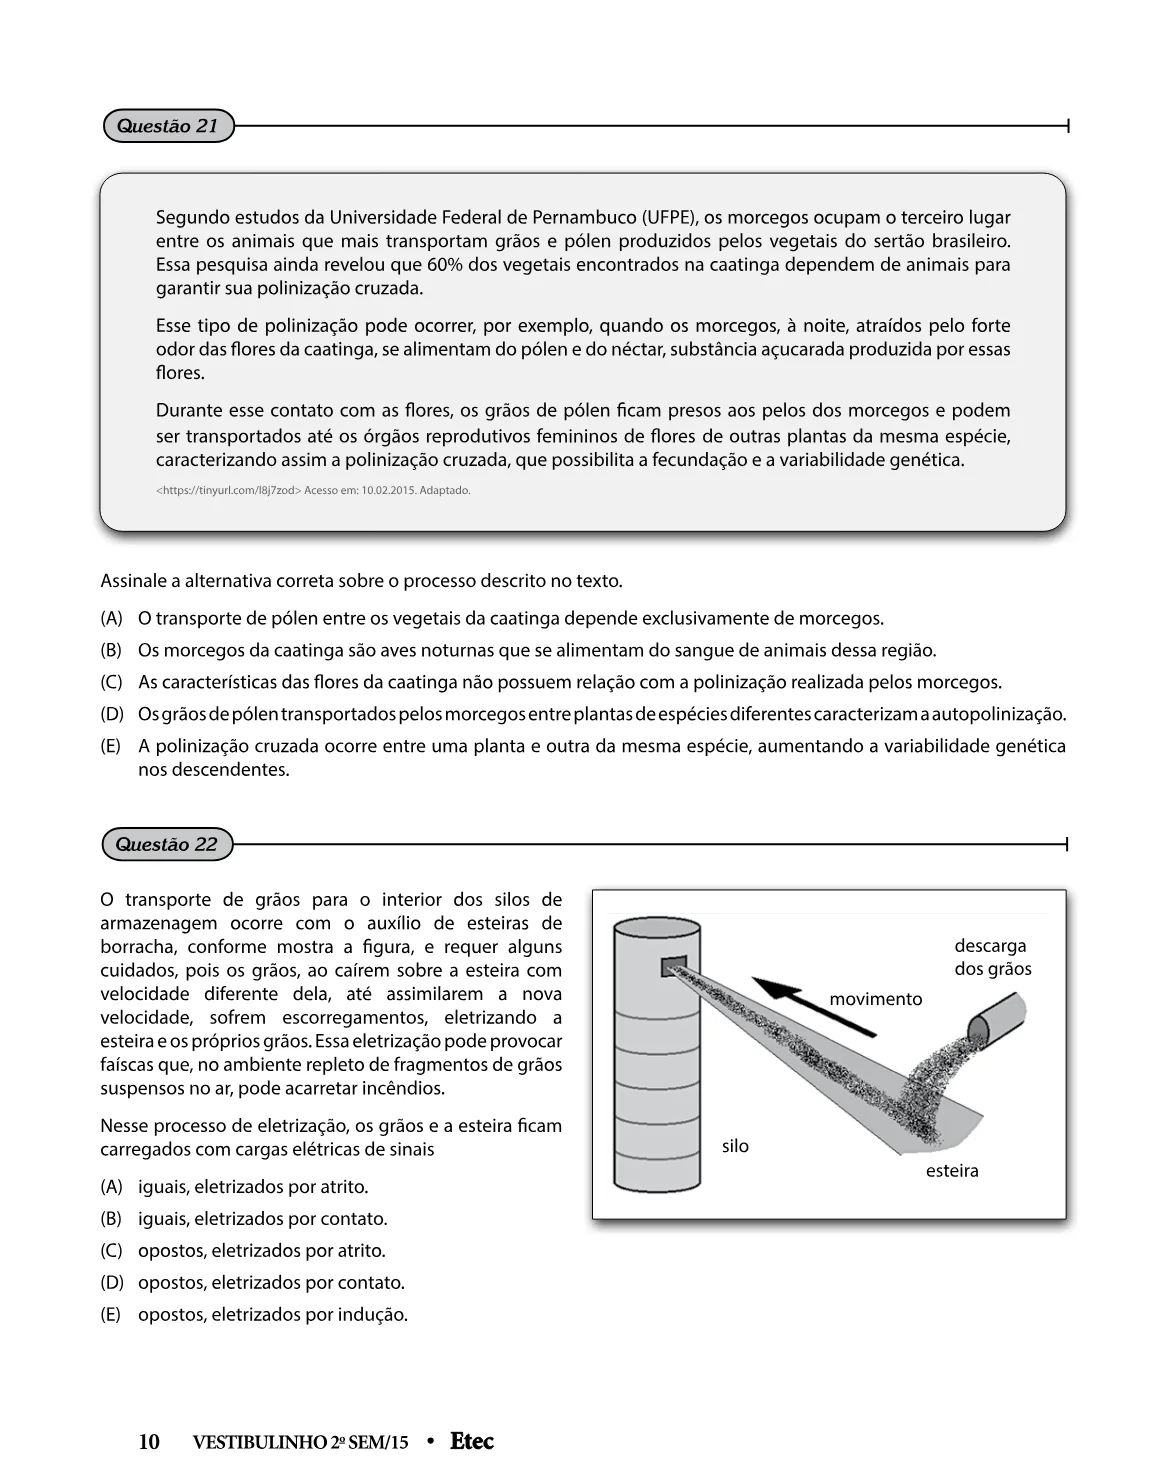 Questão 21
Segundo estudos da Universidade Federal de Pernambuco (UFPE), os morcegos ocupam o terceiro lugar
entre os animais que mais transportam grãos e pólen produzidos pelos vegetais do sertão brasileiro.
Essa pesquisa ainda revelou que 60% dos vegetais encontrados na caatinga dependem de animais para
garantir sua polinização cruzada.
Esse tipo de polinização pode ocorrer, por exemplo, quando os morcegos, à noite, atraídos pelo forte
odor das flores da caatinga, se alimentam do pólen e do néctar, substância açucarada produzida por essas
flores.
Durante esse contato com as flores, os grãos de pólen ficam presos aos pelos dos morcegos e podem
ser transportados até os órgãos reprodutivos femininos de flores de outras plantas da mesma espécie,
caracterizando assim a polinização cruzada, que possibilita a fecundação e a variabilidade genética.
<https://tinyurl.com/l8j7zod> Acesso em: 10.02.2015. Adaptado.
Assinale a alternativa correta sobre o processo descrito no texto.
(A) O transporte de pólen entre os vegetais da caatinga depende exclusivamente de morcegos.
(B) Os morcegos da caatinga são aves noturnas que se alimentam do sangue de animais dessa região.
(C) As características das flores da caatinga não possuem relação com a polinização realizada pelos morcegos.
(D) Os grãos de pólen transportados pelos morcegos entre plantas de espécies diferentes caracterizam a autopolinização.
(E) A polinização cruzada ocorre entre uma planta e outra da mesma espécie, aumentando a variabilidade genética
nos descendentes.
Questão 22
O transporte de grãos para o interior dos silos de
armazenagem ocorre com o auxílio de esteiras de
borracha, conforme mostra a figura, e requer alguns
cuidados, pois os grãos, ao caírem sobre a esteira com
velocidade diferente dela, até assimilarem a nova
velocidade, sofrem escorregamentos, eletrizando a
esteira e os próprios grãos. Essa eletrização pode provocar
faíscas que, no ambiente repleto de fragmentos de grãos
suspensos no ar, pode acarretar incêndios.
Nesse processo de eletrização, os grãos e a esteira ficam
carregados com cargas elétricas de sinais
(A) iguais, eletrizados por atrito.
(B) iguais, eletrizados por contato.
(C) opostos, eletrizados por atrito.
(D) opostos, eletrizados por contato.
(E) opostos, eletrizados por indução.
descarga
dos grãos
movimento
silo
esteira
10 VESTIBULINHO 2º SEM/15 • Etec